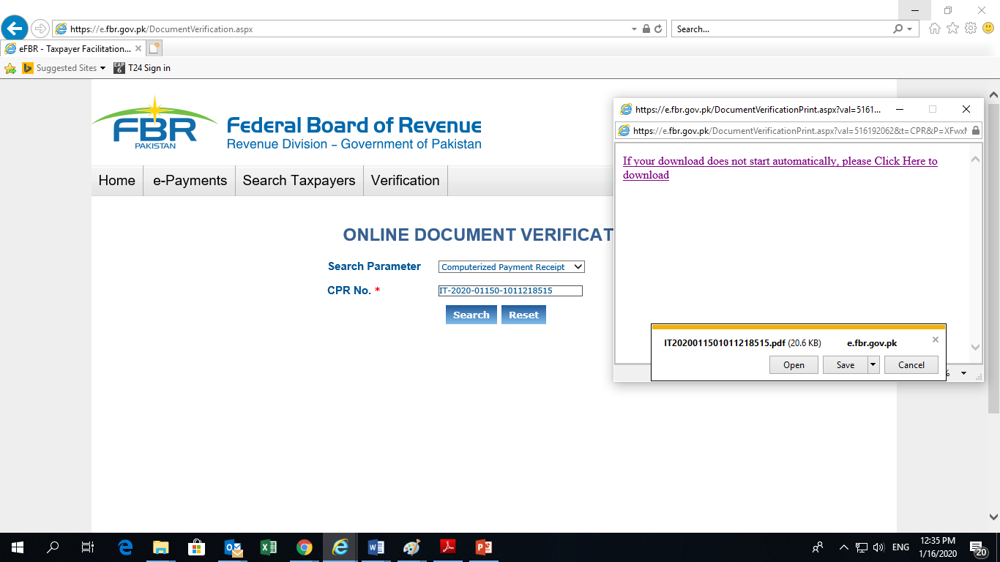 https://e.fbr.gov.pk/DocumentVerification.aspx
Search...
eFBR - Taxpayer Facilitation...
Suggested Sites
EAP 6
T24 Sign in
FBR
PAKISTAN
Federal Board of Revenue
Revenue Division – Government of Pakistan
Home
e-Payments
Search Taxpayers
Verification
ONLINE DOCUMENT VERIFICAT
Search Parameter
Computerized Payment Receipt
CPR No. *
IT-2020-01150-1011218515
Search
Reset
https://e.fbr.gov.pk/DocumentVerificationPrint.aspx?val=5161...
https://e.fbr.gov.pk/DocumentVerificationPrint.aspx?val=516192062&t=CPR&P=XFwxM
If your download does not start automatically, please Click Here to
download
IT2020011501011218515.pdf (20.6 KB)
e.fbr.gov.pk
Open
Save
Cancel
%
ENG
12:35 PM
1/16/2020
20